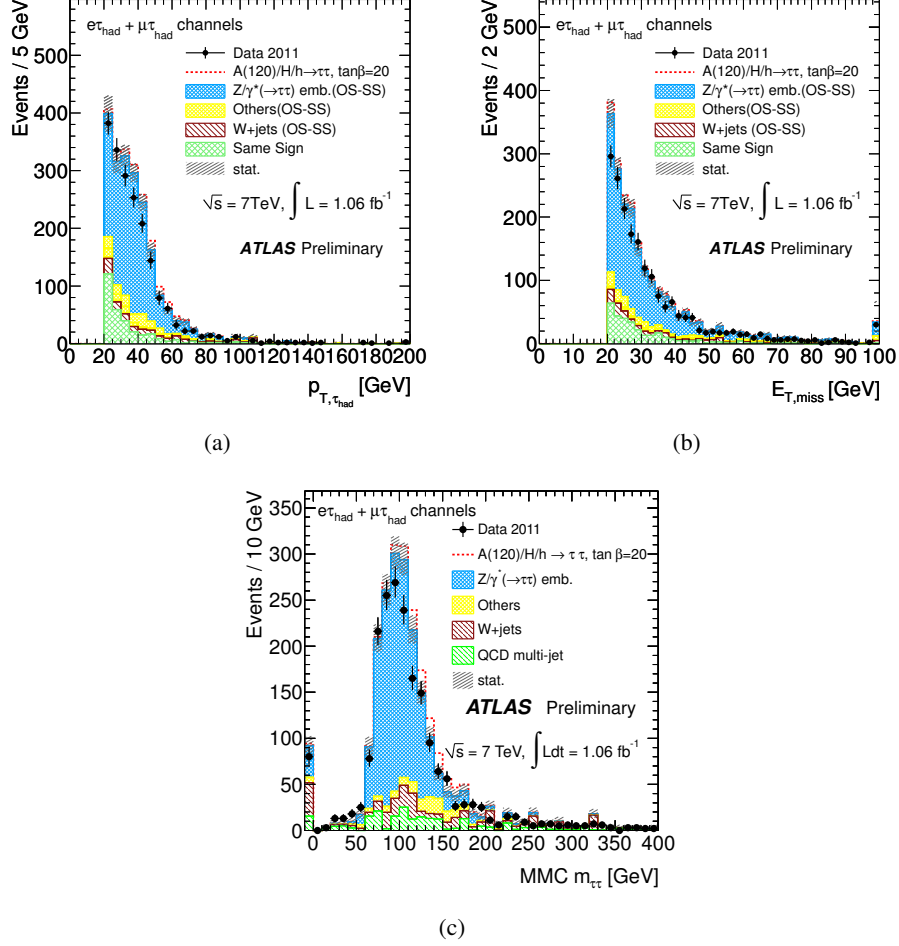 eτhad + μτhad channels
Data 2011
A(120)/H/h→ττ, tanβ=20
Z/γ*(→ττ) emb.(OS-SS)
Others(OS-SS)
W+jets (OS-SS)
Same Sign
stat.
√s = 7TeV, ∫ L = 1.06 fb-1
ATLAS Preliminary
Events / 5 GeV
500
400
300
200
100
0
0 20 40 60 80 100 120 140 160 180 200
pT,τhad [GeV]
(a)
eτhad + μτhad channels
Data 2011
A(120)/H/h→ττ, tanβ=20
Z/γ*(→ττ) emb.(OS-SS)
Others(OS-SS)
W+jets (OS-SS)
Same Sign
stat.
√s = 7TeV, ∫ L = 1.06 fb-1
ATLAS Preliminary
Events / 2 GeV
500
400
300
200
100
0
0 10 20 30 40 50 60 70 80 90 100
ET,miss [GeV]
(b)
eτhad + μτhad channels
Data 2011
A(120)/H/h → τ τ, tan β=20
Z/γ*(→ττ) emb.
Others
W+jets
QCD multi-jet
stat.
ATLAS Preliminary
√s = 7 TeV, ∫Ldt = 1.06 fb-1
Events / 10 GeV
350
300
250
200
150
100
50
0
0 50 100 150 200 250 300 350 400
MMC mττ [GeV]
(c)